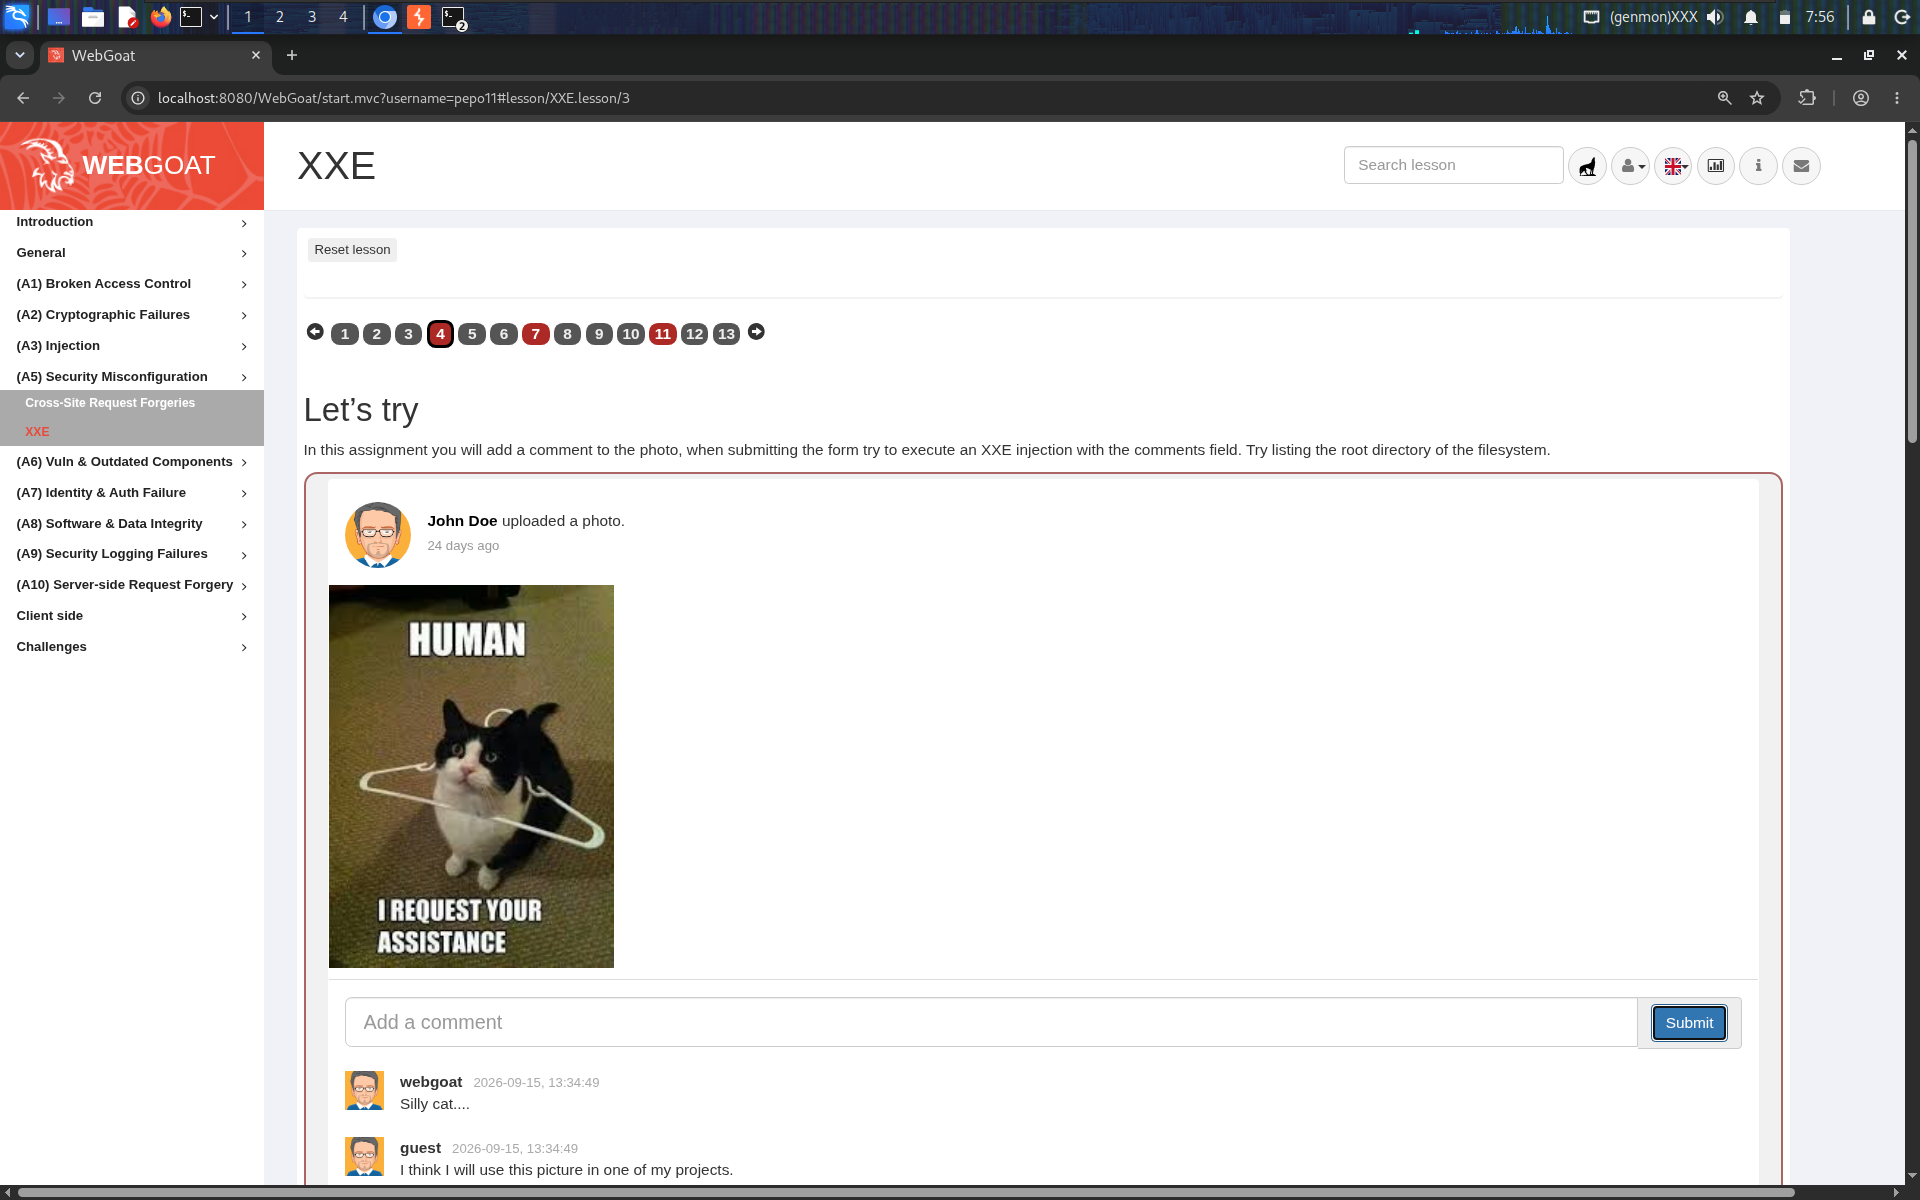 1 2 3 4
2
(genmon)XXX
7:56
WebGoat
localhost:8080/WebGoat/start.mvc?username=pepo11#lesson/XXE.lesson/3
WEBGOAT
XXE
Search lesson
Introduction
General
(A1) Broken Access Control
(A2) Cryptographic Failures
(A3) Injection
(A5) Security Misconfiguration
Cross-Site Request Forgeries
XXE
(A6) Vuln & Outdated Components
(A7) Identity & Auth Failure
(A8) Software & Data Integrity
(A9) Security Logging Failures
(A10) Server-side Request Forgery
Client side
Challenges
Reset lesson
1 2 3 4 5 6 7 8 9 10 11 12 13
Let’s try
In this assignment you will add a comment to the photo, when submitting the form try to execute an XXE injection with the comments field. Try listing the root directory of the filesystem.
John Doe uploaded a photo.
24 days ago
HUMAN
I REQUEST YOUR
ASSISTANCE
Add a comment
Submit
webgoat 2026-09-15, 13:34:49
Silly cat....
guest 2026-09-15, 13:34:49
I think I will use this picture in one of my projects.